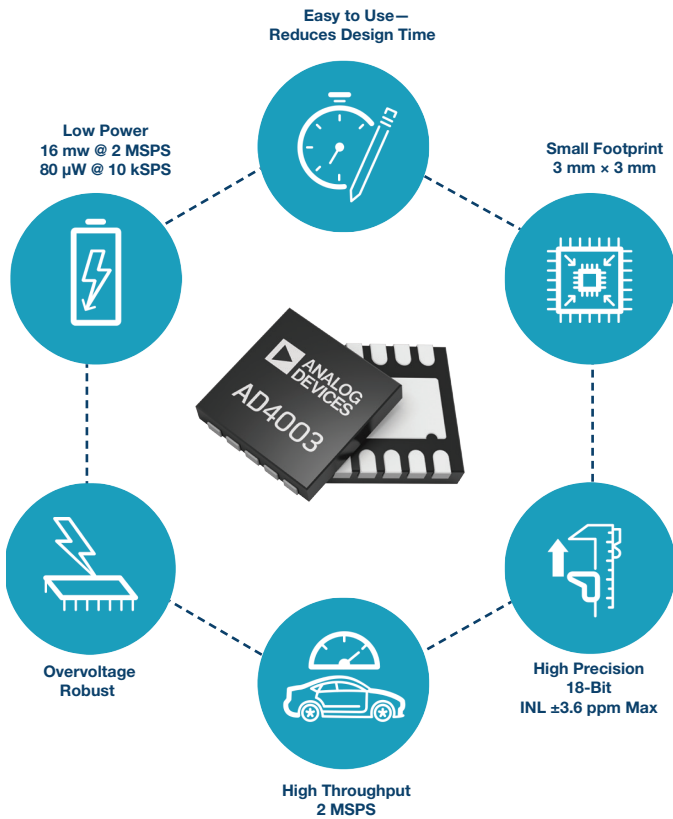 Easy to Use—
Reduces Design Time
Low Power
16 mw @ 2 MSPS
80 µW @ 10 kSPS
Small Footprint
3 mm × 3 mm
ANALOG
DEVICES
AD4003
Overvoltage
Robust
High Precision
18-Bit
INL ±3.6 ppm Max
High Throughput
2 MSPS